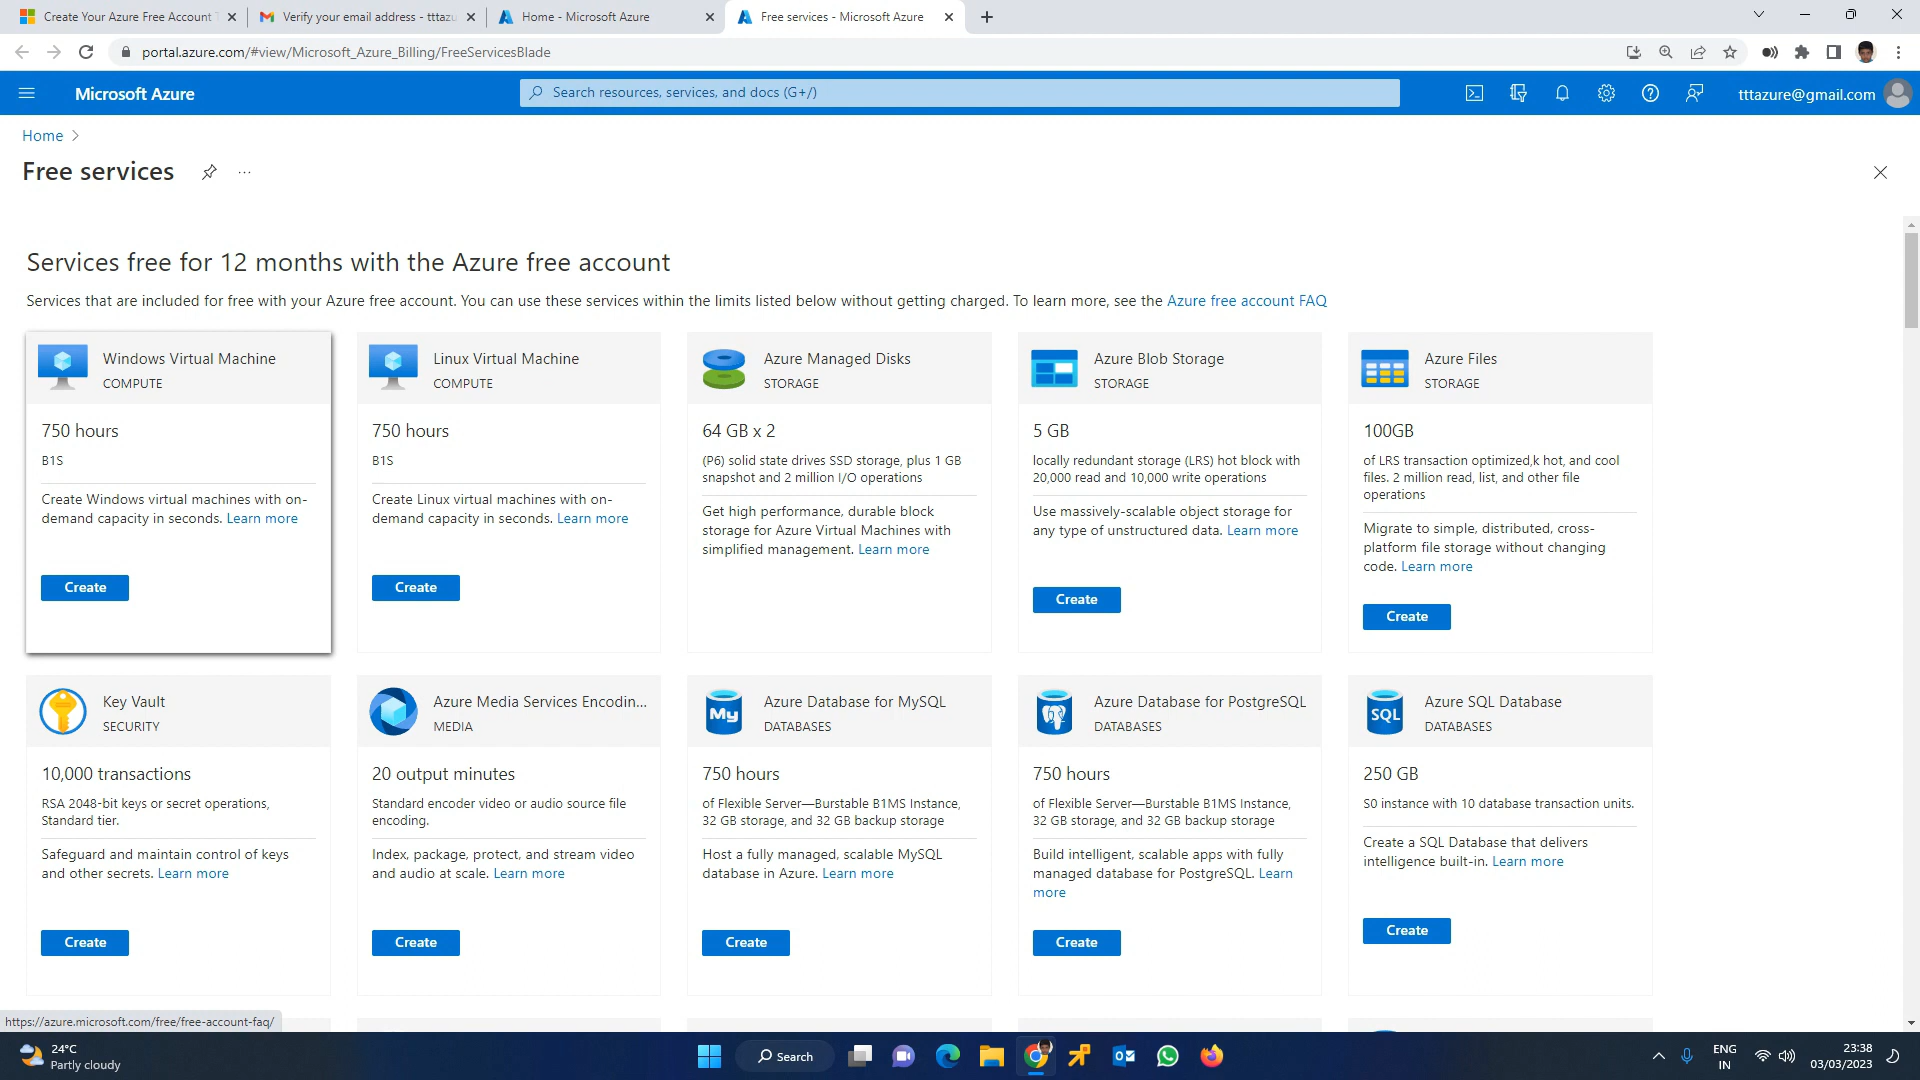 Create Your Azure Free Account T
Verify your email address - tttazu
Home - Microsoft Azure
Free services - Microsoft Azure
portal.azure.com/#view/Microsoft_Azure_Billing/FreeServicesBlade
Microsoft Azure
Search resources, services, and docs (G+/)
tttazure@gmail.com
Home
Free services
Services free for 12 months with the Azure free account
Services that are included for free with your Azure free account. You can use these services within the limits listed below without getting charged. To learn more, see the Azure free account FAQ
Windows Virtual Machine
COMPUTE
750 hours
B1S
Create Windows virtual machines with on-
demand capacity in seconds. Learn more
Create
Linux Virtual Machine
COMPUTE
750 hours
B1S
Create Linux virtual machines with on-
demand capacity in seconds. Learn more
Create
Azure Managed Disks
STORAGE
64 GB x 2
(P6) solid state drives SSD storage, plus 1 GB
snapshot and 2 million I/O operations
Get high performance, durable block
storage for Azure Virtual Machines with
simplified management. Learn more
Azure Blob Storage
STORAGE
5 GB
locally redundant storage (LRS) hot block with
20,000 read and 10,000 write operations
Use massively-scalable object storage for
any type of unstructured data. Learn more
Create
Azure Files
STORAGE
100GB
of LRS transaction optimized,k hot, and cool
files. 2 million read, list, and other file
operations
Migrate to simple, distributed, cross-
platform file storage without changing
code. Learn more
Create
Key Vault
SECURITY
10,000 transactions
RSA 2048-bit keys or secret operations,
Standard tier.
Safeguard and maintain control of keys
and other secrets. Learn more
Create
Azure Media Services Encodin...
MEDIA
20 output minutes
Standard encoder video or audio source file
encoding.
Index, package, protect, and stream video
and audio at scale. Learn more
Create
My
Azure Database for MySQL
DATABASES
750 hours
of Flexible Server—Burstable B1MS Instance,
32 GB storage, and 32 GB backup storage
Host a fully managed, scalable MySQL
database in Azure. Learn more
Create
Azure Database for PostgreSQL
DATABASES
750 hours
of Flexible Server—Burstable B1MS Instance,
32 GB storage, and 32 GB backup storage
Build intelligent, scalable apps with fully
managed database for PostgreSQL. Learn
more
Create
SQL
Azure SQL Database
DATABASES
250 GB
S0 instance with 10 database transaction units.
Create a SQL Database that delivers
intelligence built-in. Learn more
Create
https://azure.microsoft.com/free/free-account-faq/
24°C
Partly cloudy
Search
ENG
IN
23:38
03/03/2023